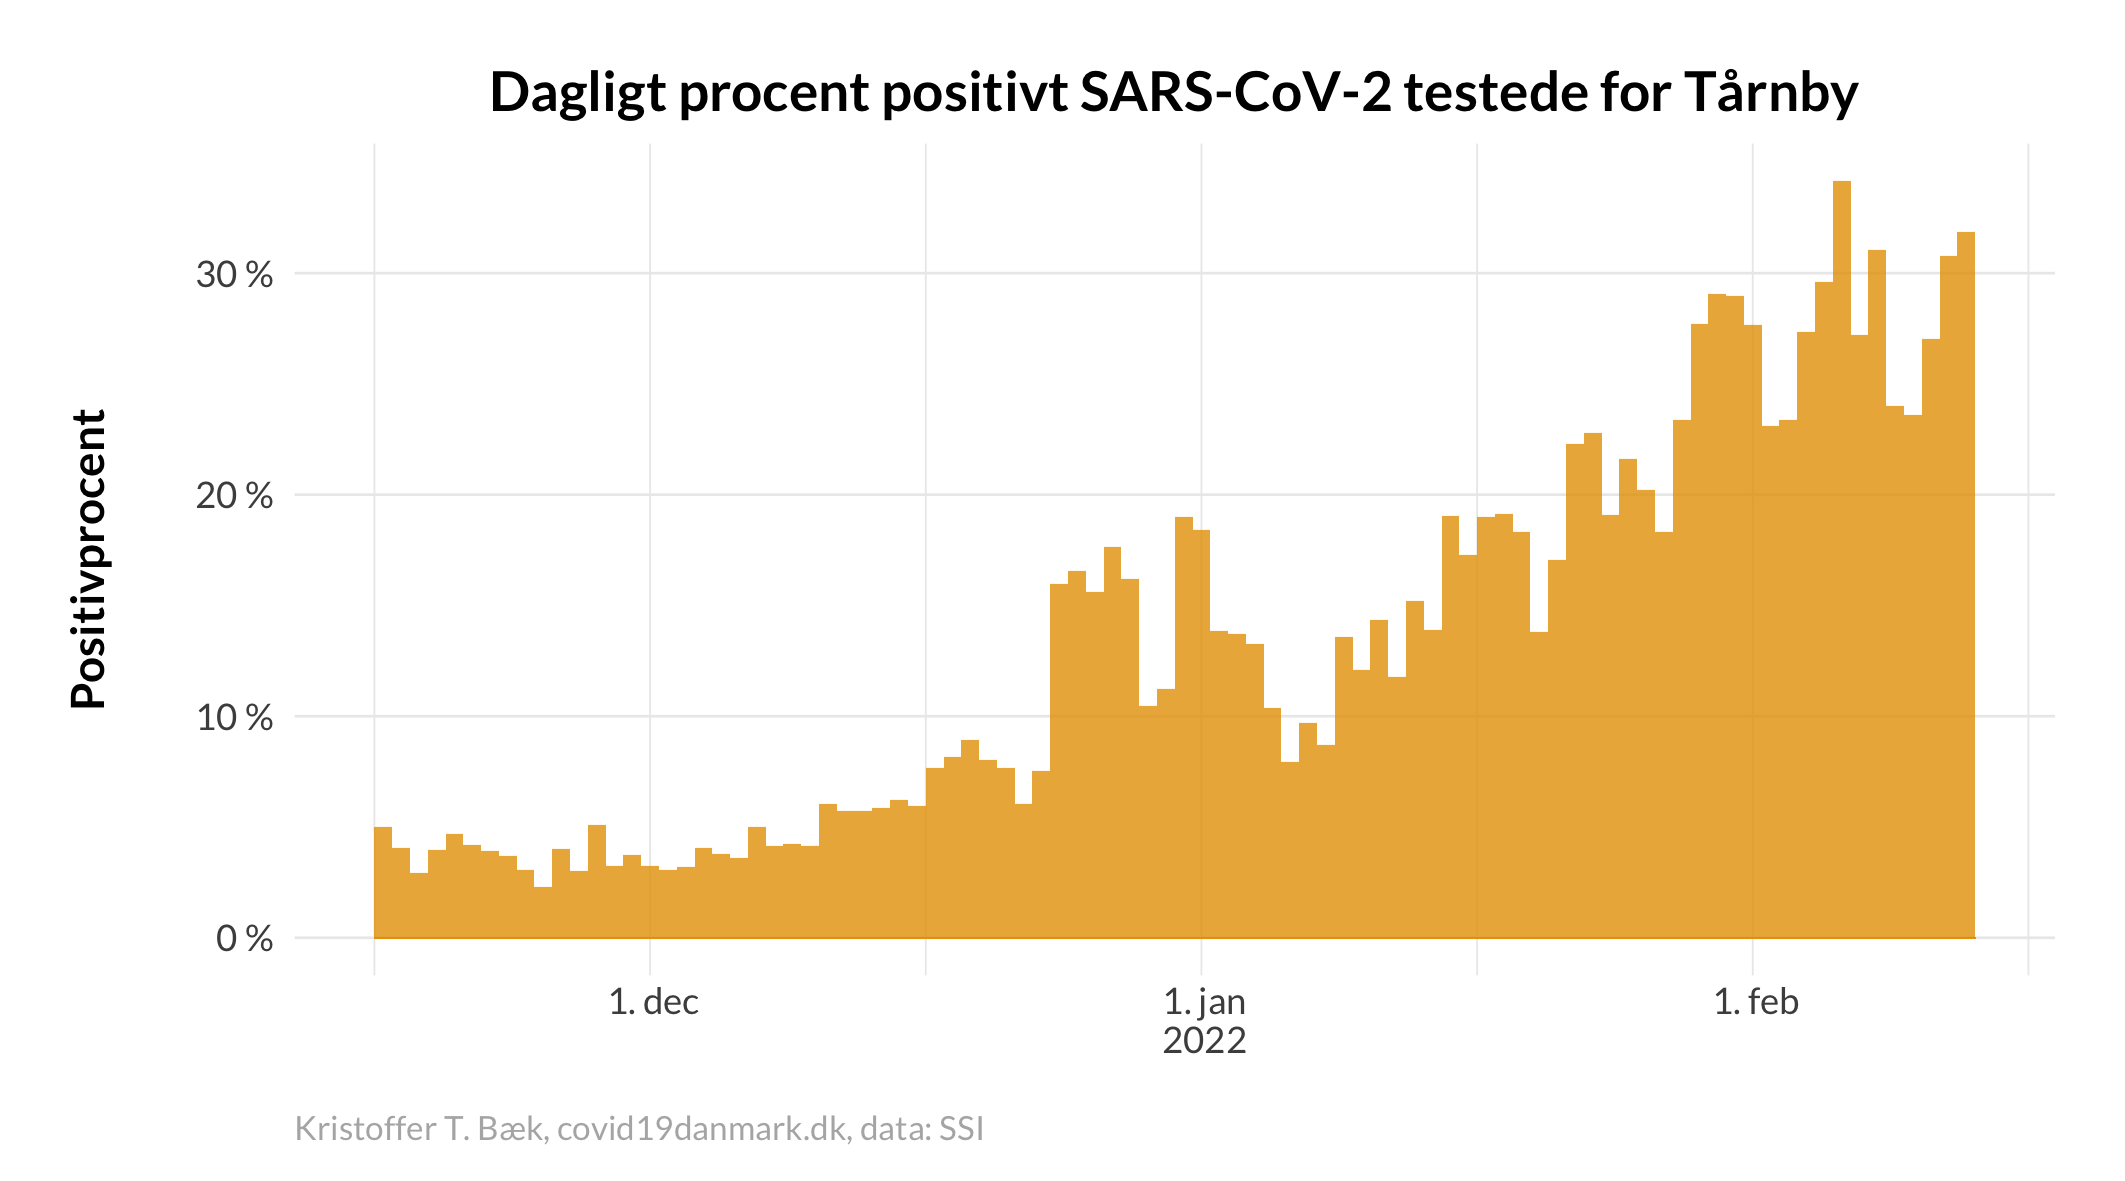 Dagligt procent positivt SARS-CoV-2 testede for Tårnby
Positivprocent
30 %
20 %
10 %
0 %
1. dec
1. jan
2022
1. feb
Kristoffer T. Bæk, covid19danmark.dk, data: SSI